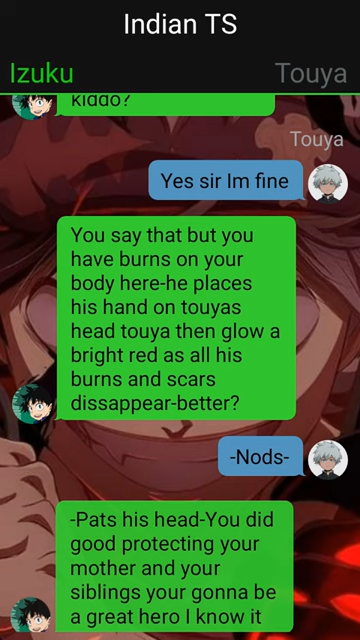 Indian TS
Izuku Touya
kiddo?
Touya
Yes sir Im fine
You say that but you
have burns on your
body here-he places
his hand on touyas
head touya then glow a
bright red as all his
burns and scars
dissappear-better?
-Nods-
-Pats his head-You did
good protecting your
mother and your
siblings your gonna be
a great hero I know it